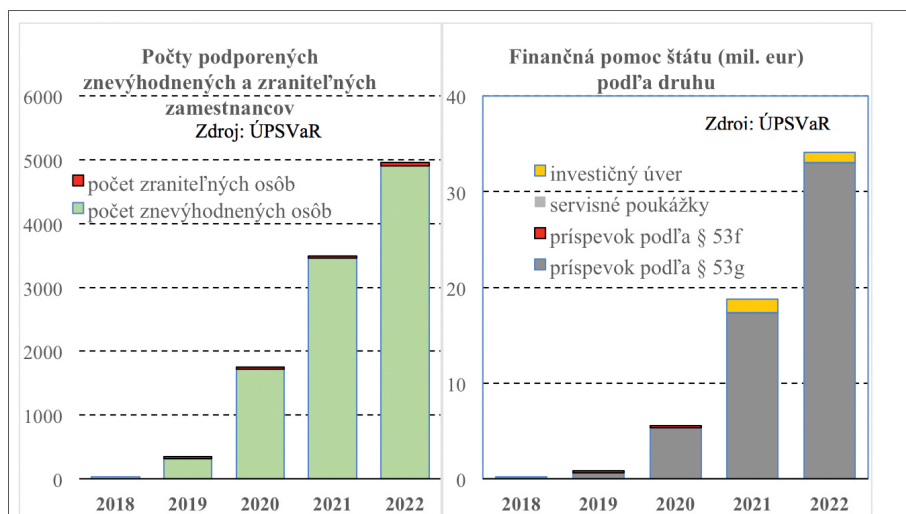 Počty podporených
znevýhodnených a zraniteľných
zamestnancov
Zdroj: ÚPSVaR
6000
5000
4000
3000
2000
1000
0
počet zraniteľných osôb
počet znevýhodnených osôb
2018 2019 2020 2021 2022
Finančná pomoc štátu (mil. eur)
podľa druhu
Zdroj: ÚPSVaR
40
30
20
10
0
investičný úver
servisné poukážky
príspevok podľa § 53f
príspevok podľa § 53g
2018 2019 2020 2021 2022